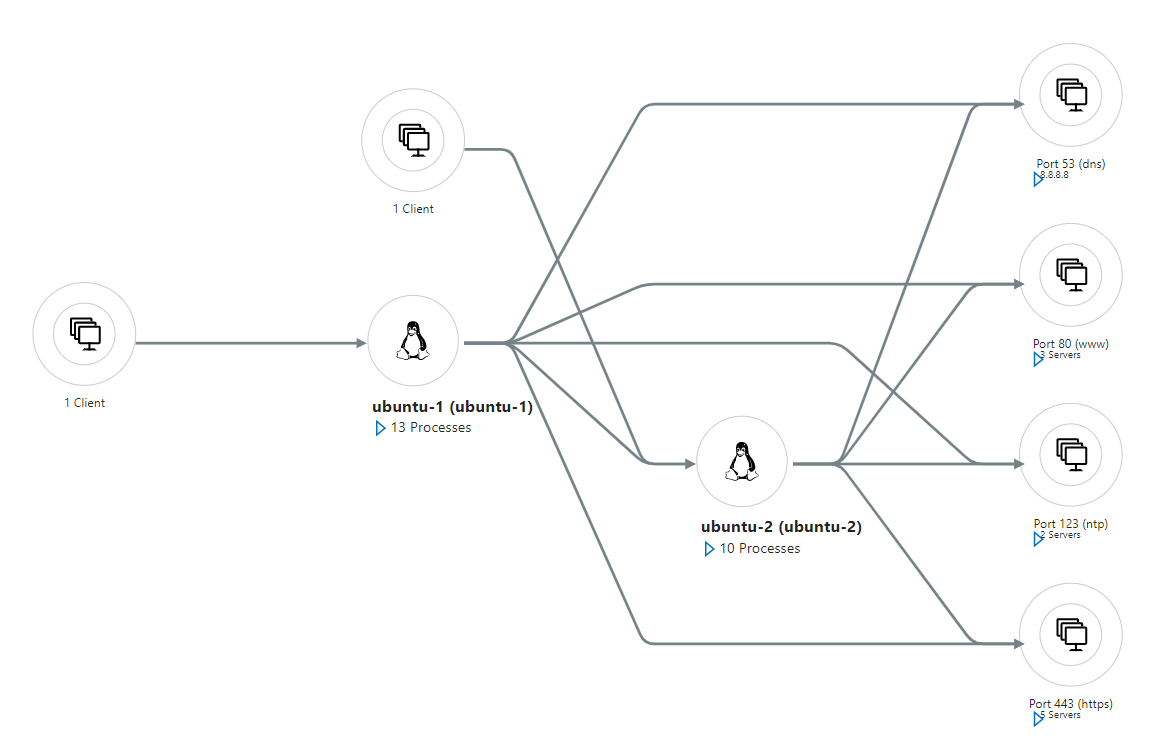 Port 53 (dns)
8.8.8.8
1 Client
Port 80 (www)
3 Servers
1 Client
ubuntu-1 (ubuntu-1)
13 Processes
ubuntu-2 (ubuntu-2)
10 Processes
Port 123 (ntp)
2 Servers
Port 443 (https)
5 Servers